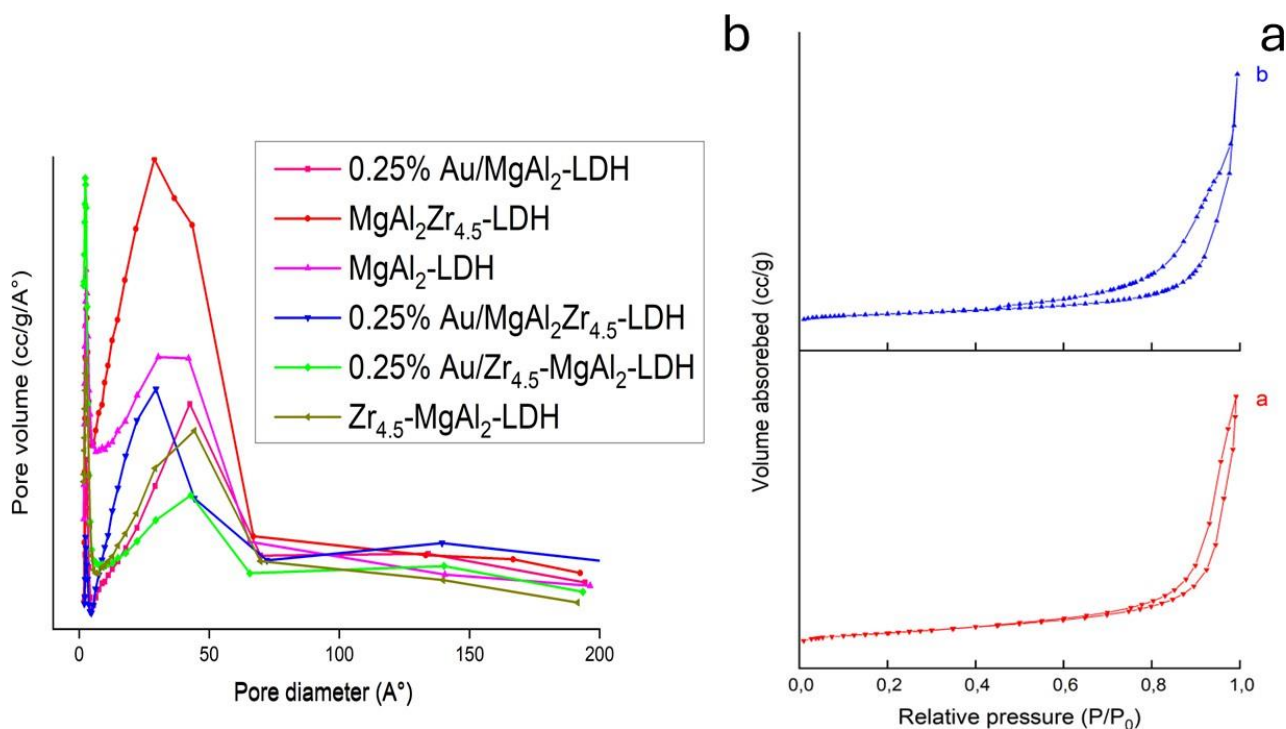 b
a
0.25% Au/MgAl₂-LDH
MgAl₂Zr₄.₅-LDH
MgAl₂-LDH
0.25% Au/MgAl₂Zr₄.₅-LDH
0.25% Au/Zr₄.₅-MgAl₂-LDH
Zr₄.₅-MgAl₂-LDH
Pore volume (cc/g/A°)
0 50 100 150 200
Pore diameter (A°)
b
a
Volume absorebed (cc/g)
0,0 0,2 0,4 0,6 0,8 1,0
Relative pressure (P/P₀)